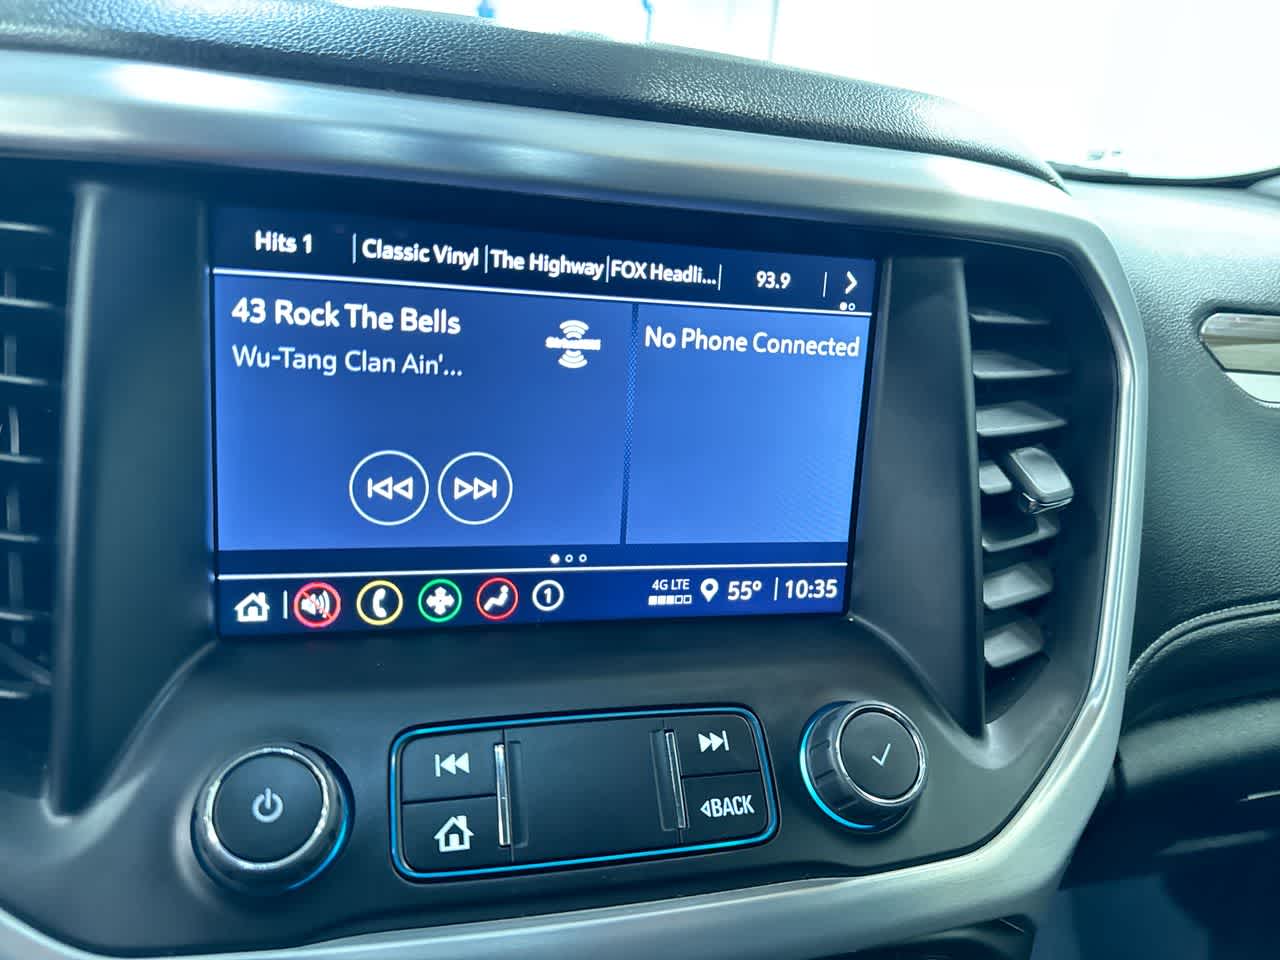 Hits 1 Classic Vinyl The Highway FOX Headli... 93.9
43 Rock The Bells
Wu-Tang Clan Ain'...
No Phone Connected
1 4G LTE 55° 10:35
BACK